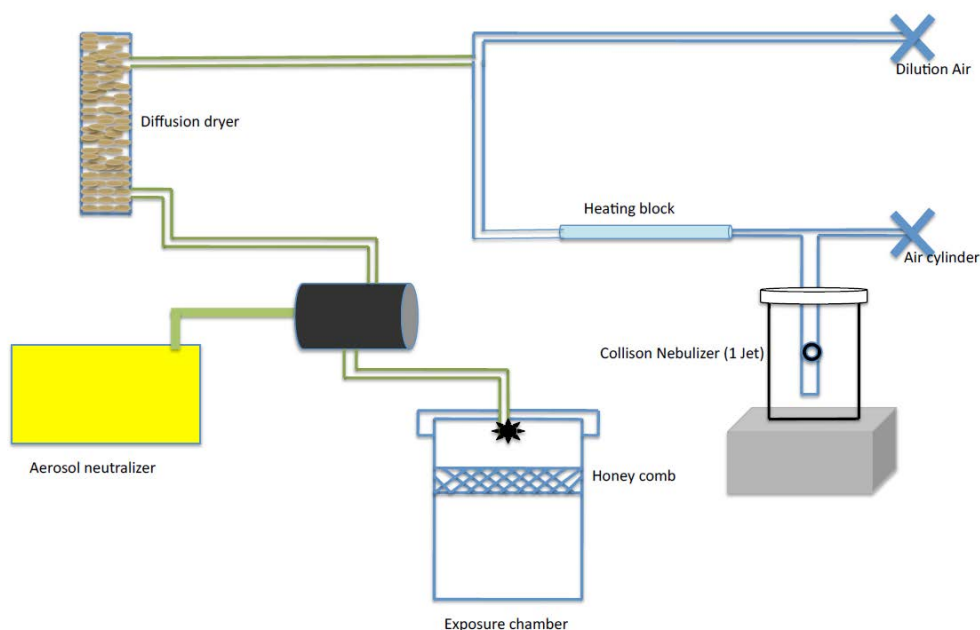 Dilution Air
Diffusion dryer
Heating block
Air cylinder
Collison Nebulizer (1 Jet)
Aerosol neutralizer
Honey comb
Exposure chamber